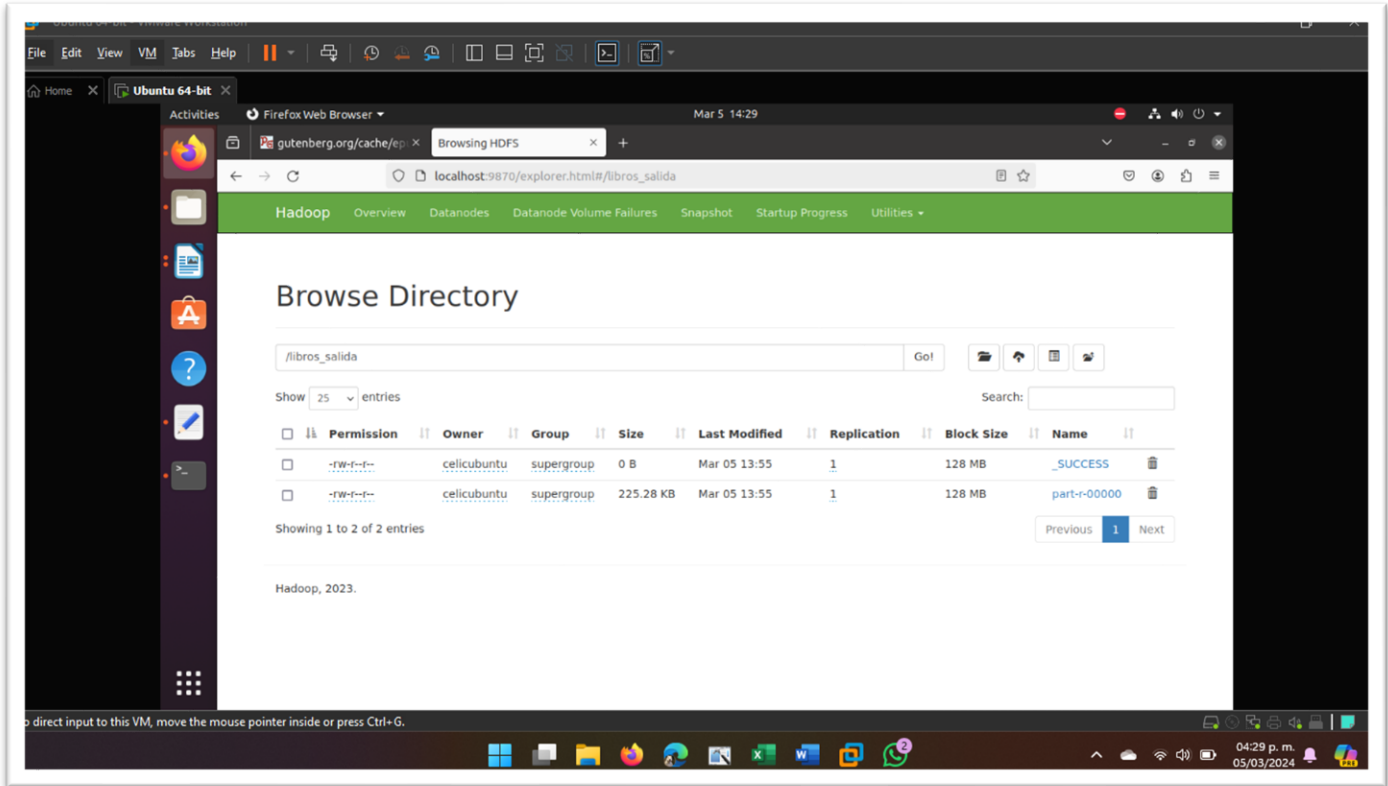 Ubuntu 64-bit - VMware Workstation
File Edit View VM Tabs Help
Home Ubuntu 64-bit
Activities Firefox Web Browser Mar 5 14:29
gutenberg.org/cache/ep Browsing HDFS
localhost:9870/explorer.html#/libros_salida
Hadoop Overview Datanodes Datanode Volume Failures Snapshot Startup Progress Utilities
Browse Directory
/libros_salida Go!
Show 25 entries Search:
Permission Owner Group Size Last Modified Replication Block Size Name
-rw-r--r-- celicubuntu supergroup 0 B Mar 05 13:55 1 128 MB _SUCCESS
-rw-r--r-- celicubuntu supergroup 225.28 KB Mar 05 13:55 1 128 MB part-r-00000
Showing 1 to 2 of 2 entries Previous 1 Next
Hadoop, 2023.
direct input to this VM, move the mouse pointer inside or press Ctrl+G.
2
04:29 p. m.
05/03/2024
PRE